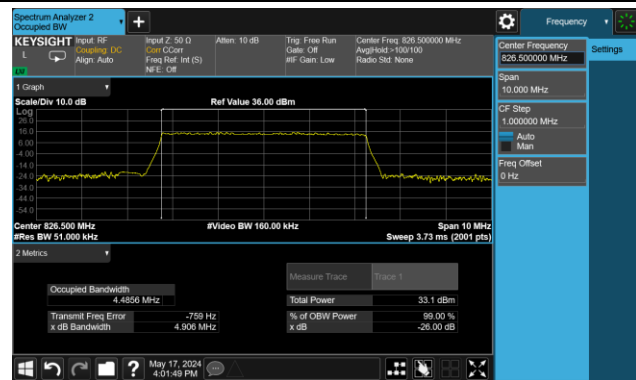 Spectrum Analyzer 2
Occupied BW
Frequency
KEYSIGHT
L
Input: RF
Coupling: DC
Align: Auto
Input Z: 50 Ω
Corr CCorr
Freq Ref: Int (S)
NFE: Off
Atten: 10 dB
Trig: Free Run
Gate: Off
#IF Gain: Low
Center Freq: 826.500000 MHz
Avg|Hold:>100/100
Radio Std: None
Center Frequency
826.500000 MHz
Settings
Span
10.000 MHz
CF Step
1.000000 MHz
Auto
Man
Freq Offset
0 Hz
1 Graph
Scale/Div 10.0 dB
Ref Value 36.00 dBm
Log
26.0
16.0
6.00
-4.00
-14.0
-24.0
-34.0
-44.0
-54.0
Center 826.500 MHz
#Video BW 160.00 kHz
Span 10 MHz
#Res BW 51.000 kHz
Sweep 3.73 ms (2001 pts)
2 Metrics
Measure Trace
Trace 1
Occupied Bandwidth
4.4856 MHz
Total Power
33.1 dBm
Transmit Freq Error
-759 Hz
% of OBW Power
99.00 %
x dB Bandwidth
4.906 MHz
x dB
-26.00 dB
?
May 17, 2024
4:01:49 PM